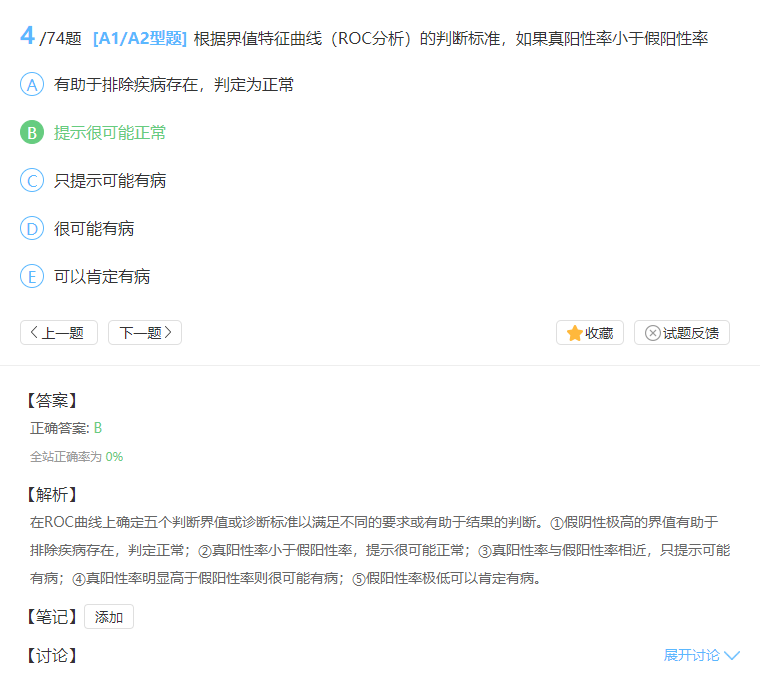 4 /74题 [A1/A2型题] 根据界值特征曲线（ROC分析）的判断标准，如果真阳性率小于假阳性率
A 有助于排除疾病存在，判定为正常
B 提示很可能正常
C 只提示可能有病
D 很可能有病
E 可以肯定有病
上一题 下一题 收藏 试题反馈
【答案】
正确答案: B
全站正确率为 0%
【解析】
在ROC曲线上确定五个判断界值或诊断标准以满足不同的要求或有助于结果的判断。①假阴性极高的界值有助于
排除疾病存在，判定正常；②真阳性率小于假阳性率，提示很可能正常；③真阳性率与假阳性率相近，只提示可能
有病；④真阳性率明显高于假阳性率则很可能有病；⑤假阳性率极低可以肯定有病。
【笔记】 添加
【讨论】 展开讨论